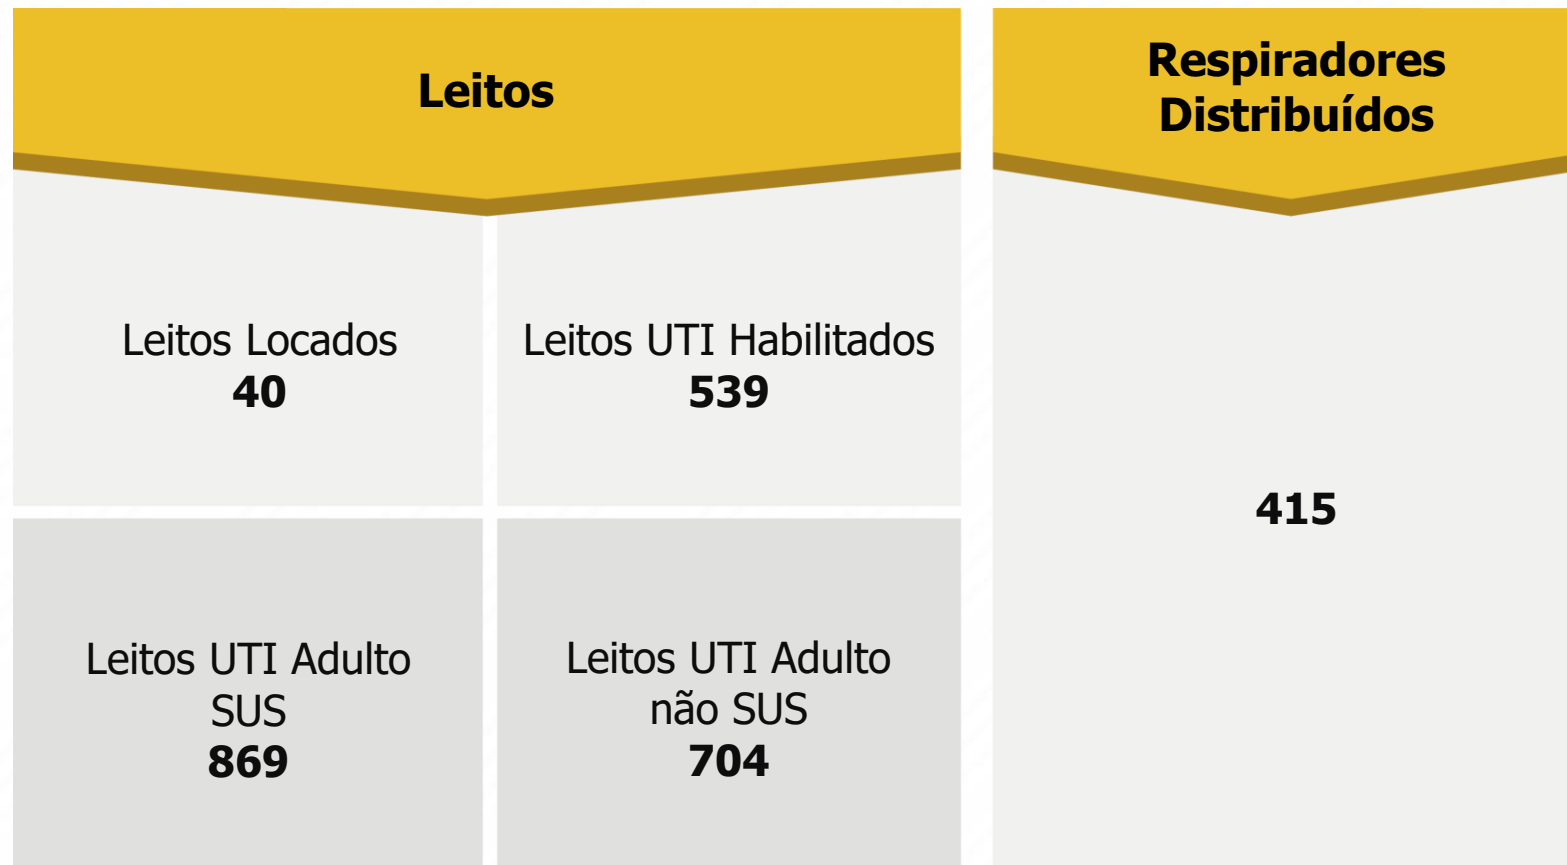 Leitos
Leitos Locados
40
Leitos UTI Habilitados
539
Leitos UTI Adulto
SUS
869
Leitos UTI Adulto
não SUS
704
Respiradores
Distribuídos
415